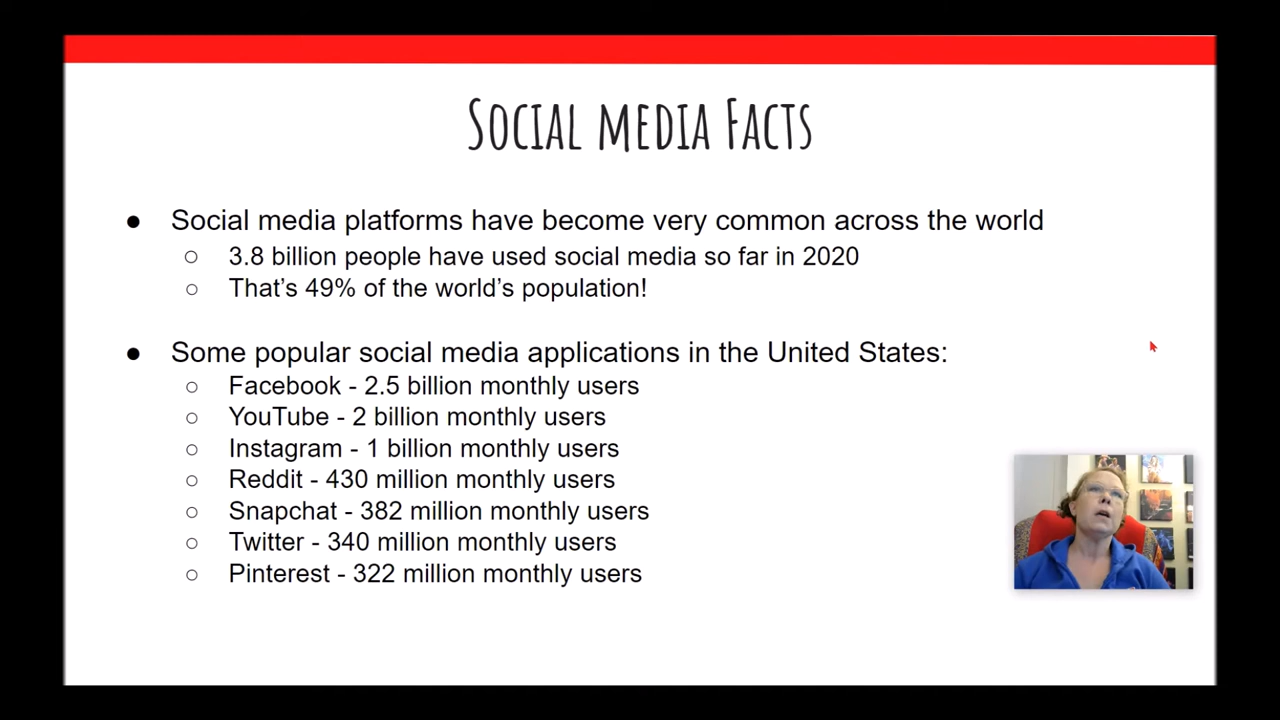 Social media Facts
● Social media platforms have become very common across the world
○ 3.8 billion people have used social media so far in 2020
○ That’s 49% of the world’s population!
● Some popular social media applications in the United States:
○ Facebook - 2.5 billion monthly users
○ YouTube - 2 billion monthly users
○ Instagram - 1 billion monthly users
○ Reddit - 430 million monthly users
○ Snapchat - 382 million monthly users
○ Twitter - 340 million monthly users
○ Pinterest - 322 million monthly users